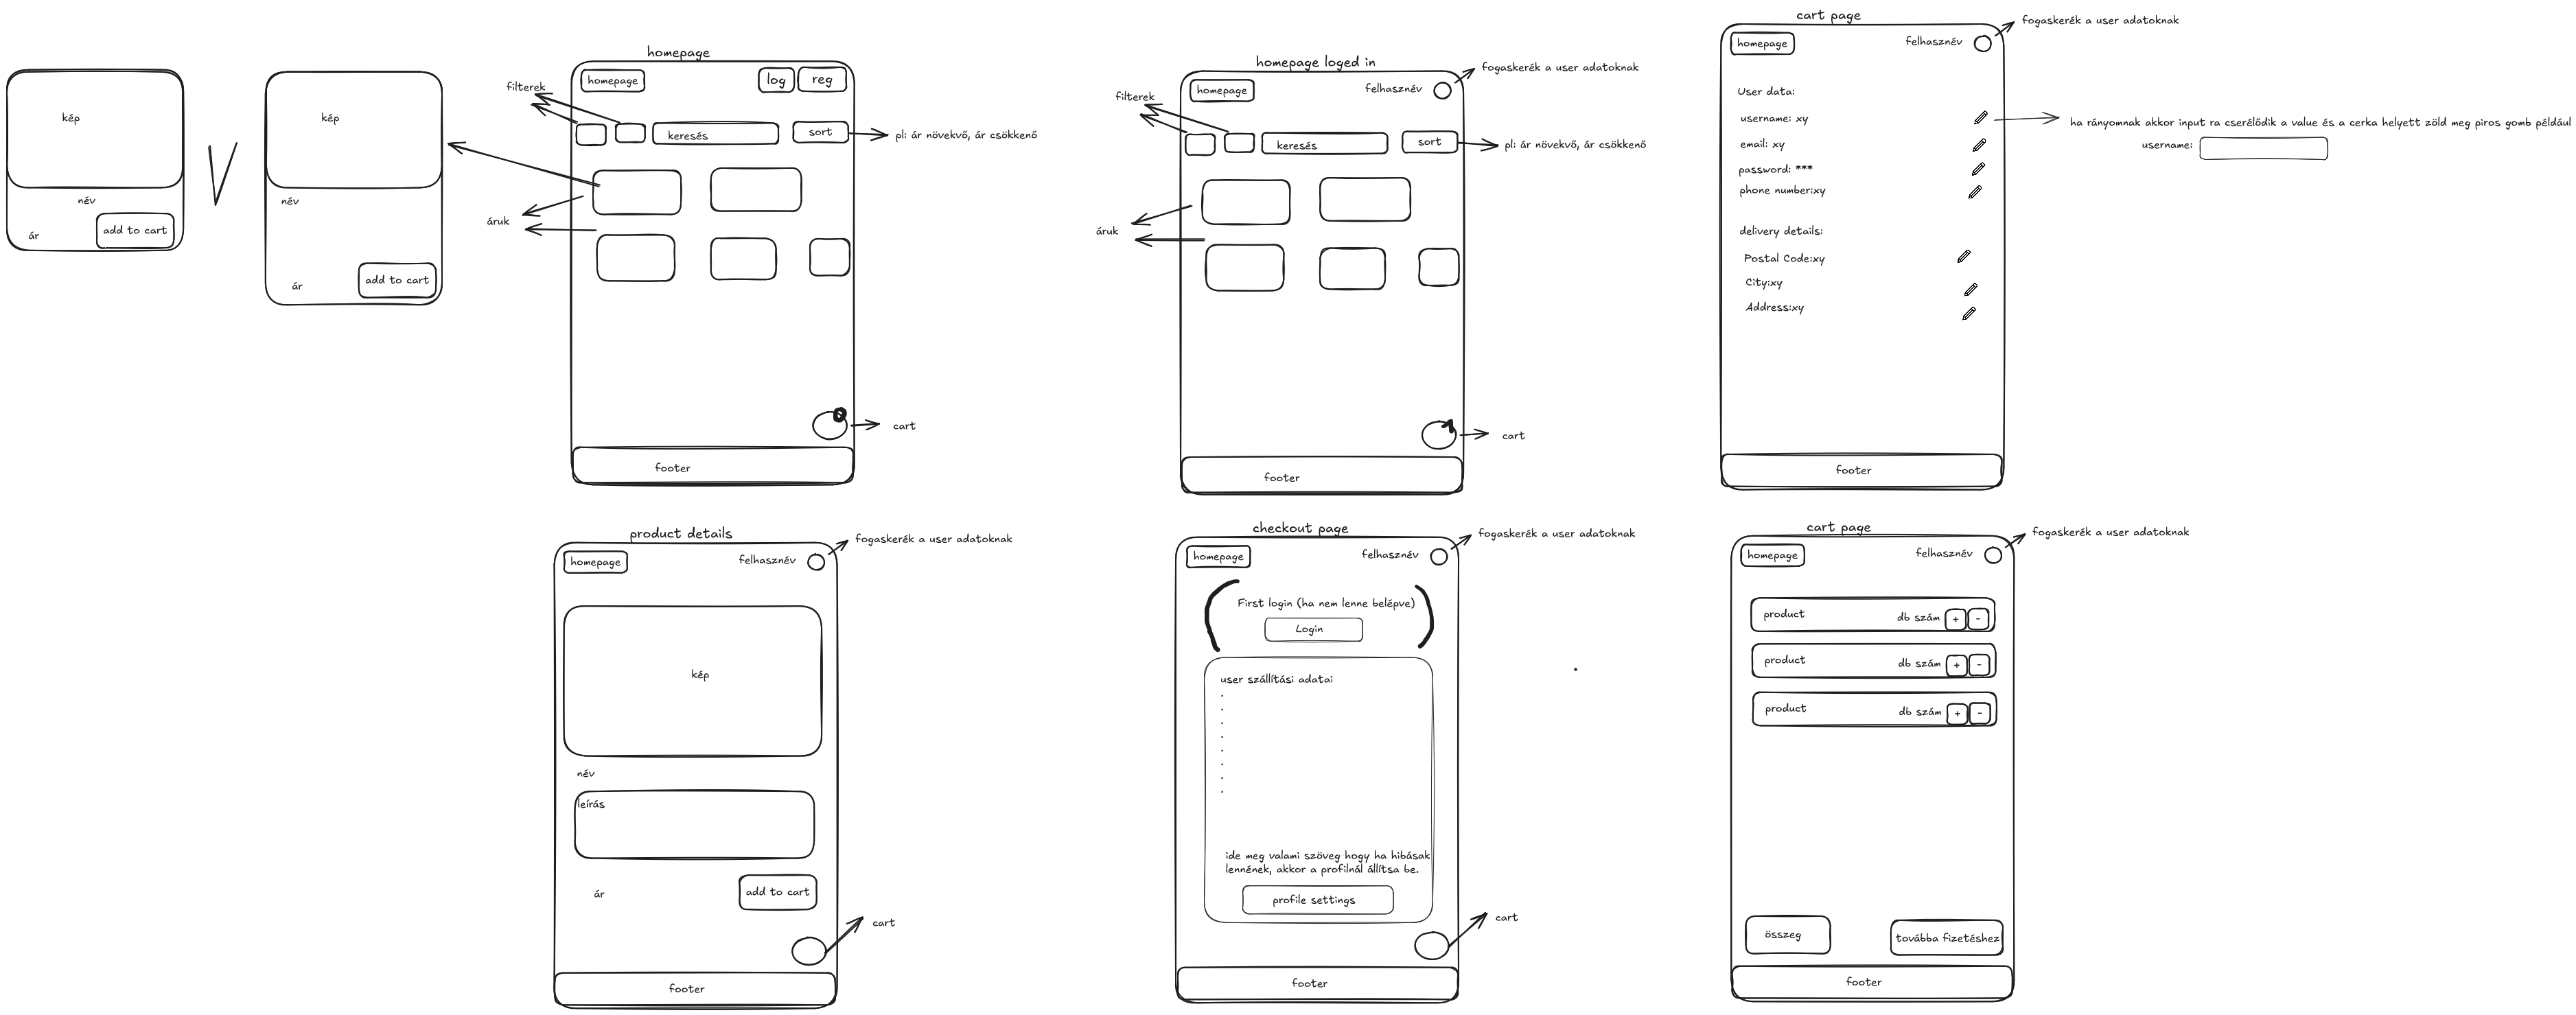 kép
név
ár
add to cart
kép
név
ár
add to cart
homepage
homepage
log
reg
filterek
keresés
sort
pl: ár növekvő, ár csökkenő
áruk
0
cart
footer
homepage loged in
homepage
felhasznév
fogaskerék a user adatoknak
filterek
keresés
sort
pl: ár növekvő, ár csökkenő
áruk
1
cart
footer
cart page
homepage
felhasznév
fogaskerék a user adatoknak
User data:
username: xy
email: xy
password: ***
phone number:xy
delivery details:
Postal Code:xy
City:xy
Address:xy
footer
ha rányomnak akkor input ra cserélődik a value és a cerka helyett zöld meg piros gomb például
username:
product details
homepage
felhasznév
fogaskerék a user adatoknak
kép
név
leírás
ár
add to cart
cart
footer
checkout page
homepage
felhasznév
fogaskerék a user adatoknak
First login (ha nem lenne belépve)
Login
user szállítási adatai
.
.
.
.
.
.
.
.
ide meg valami szöveg hogy ha hibásak
lennének, akkor a profilnál állítsa be.
profile settings
cart
footer
cart page
homepage
felhasznév
fogaskerék a user adatoknak
product db szám + -
product db szám + -
product db szám + -
összeg
továbba fizetéshez
footer